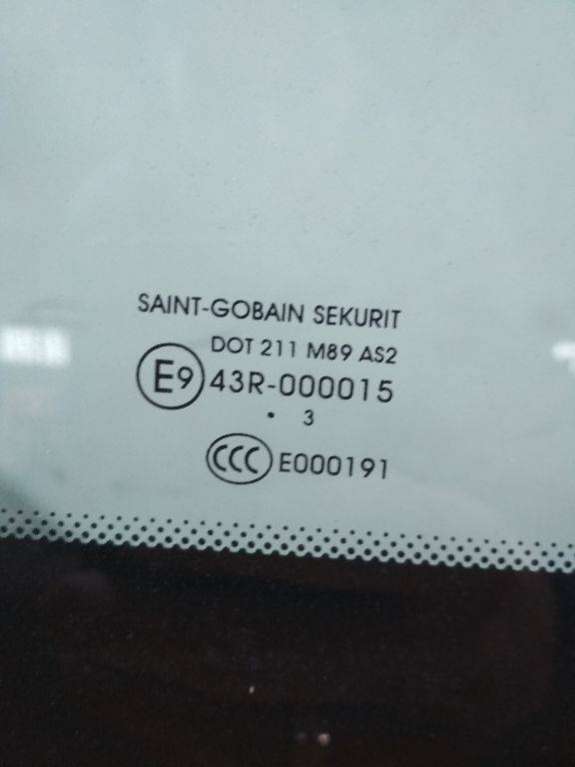 SAINT-GOBAIN SEKURIT
DOT 211 M89 AS2
E9 43R-000015
• 3
CCC E000191